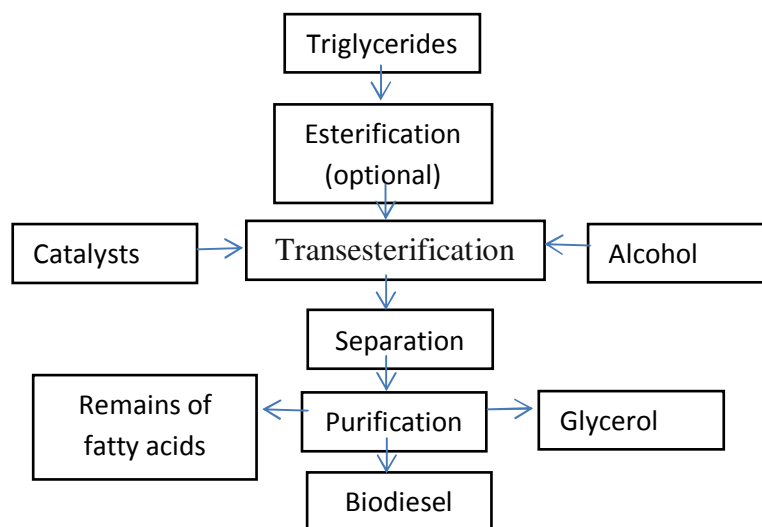 Triglycerides
Esterification
(optional)
Catalysts
Transesterification
Alcohol
Separation
Remains of
fatty acids
Purification
Glycerol
Biodiesel